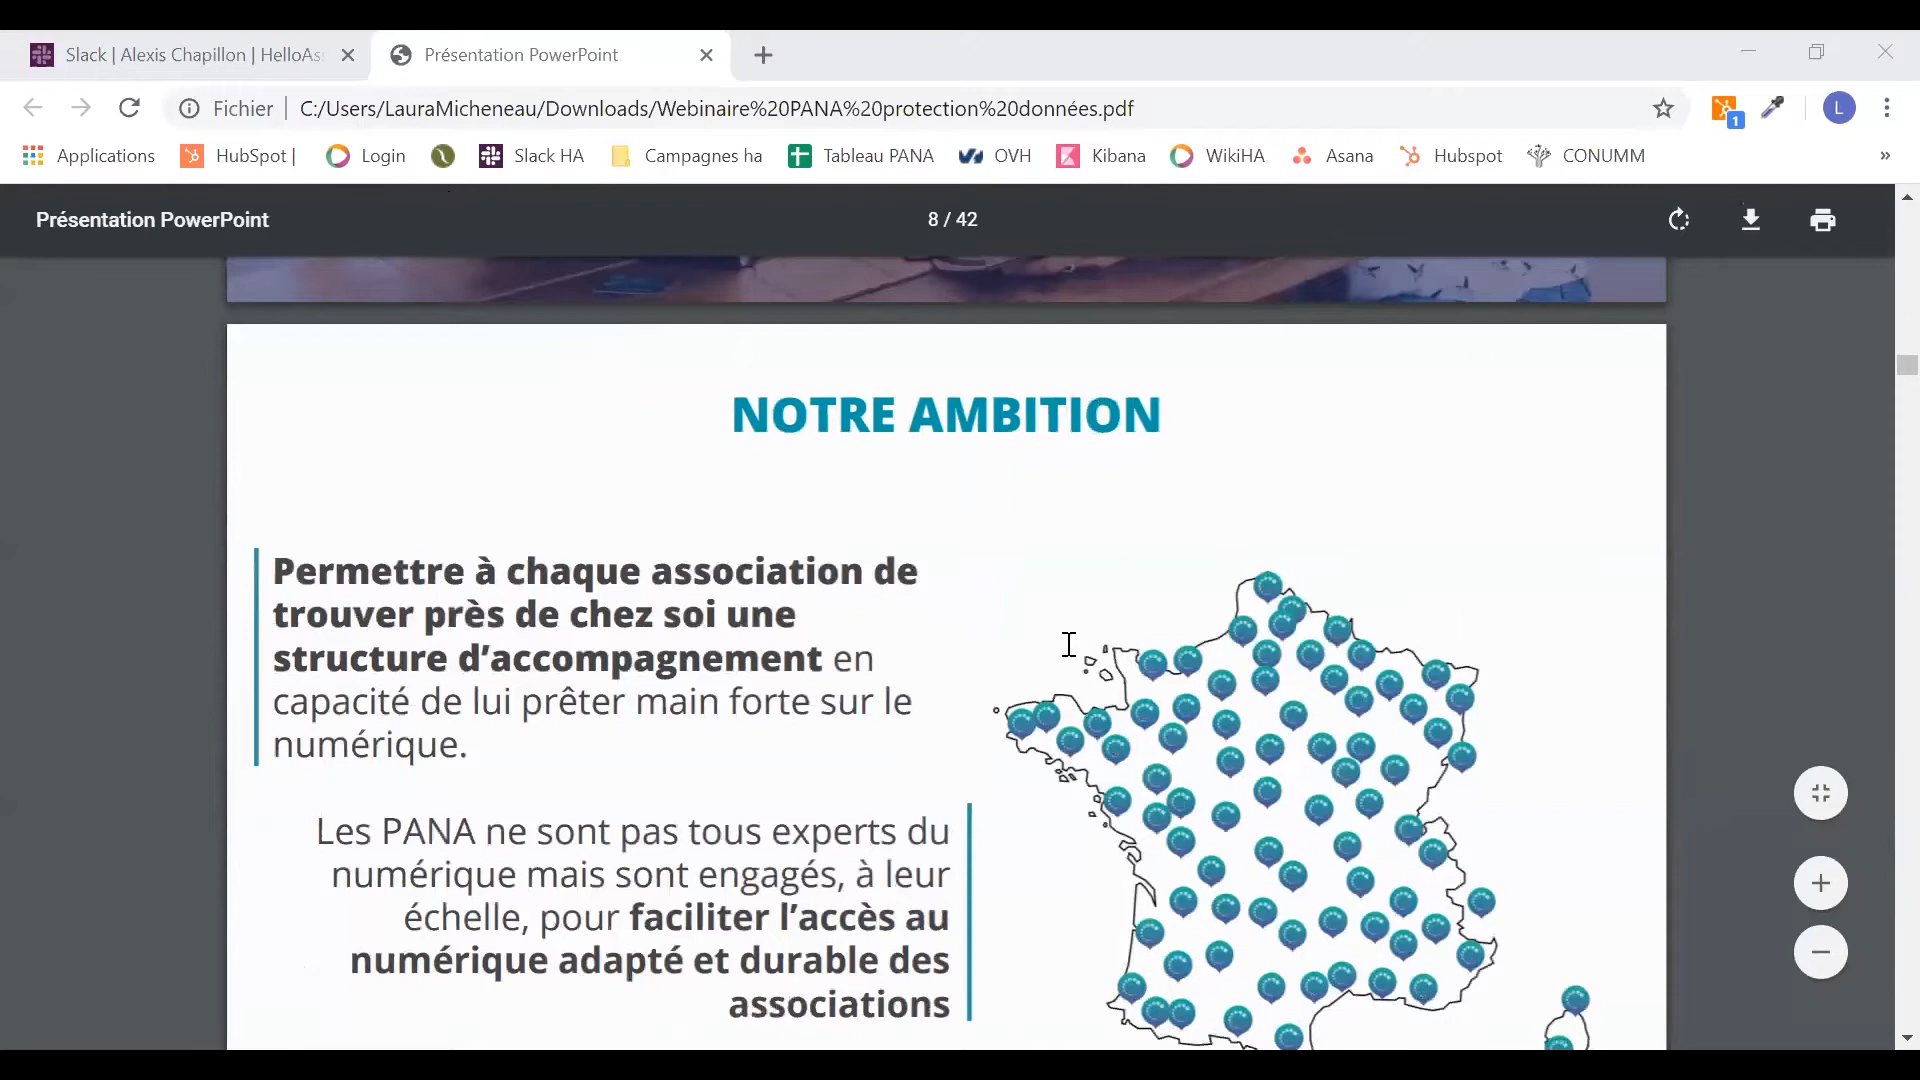 Slack | Alexis Chapillon | HelloAs
Présentation PowerPoint
Fichier
C:/Users/LauraMicheneau/Downloads/Webinaire%20PANA%20protection%20données.pdf
1
L
Applications
HubSpot |
Login
Slack HA
Campagnes ha
Tableau PANA
OVH
Kibana
WikiHA
Asana
Hubspot
CONUMM
»
Présentation PowerPoint
8 / 42
NOTRE AMBITION
Permettre à chaque association de
trouver près de chez soi une
structure d’accompagnement en
capacité de lui prêter main forte sur le
numérique.
Les PANA ne sont pas tous experts du
numérique mais sont engagés, à leur
échelle, pour faciliter l’accès au
numérique adapté et durable des
associations